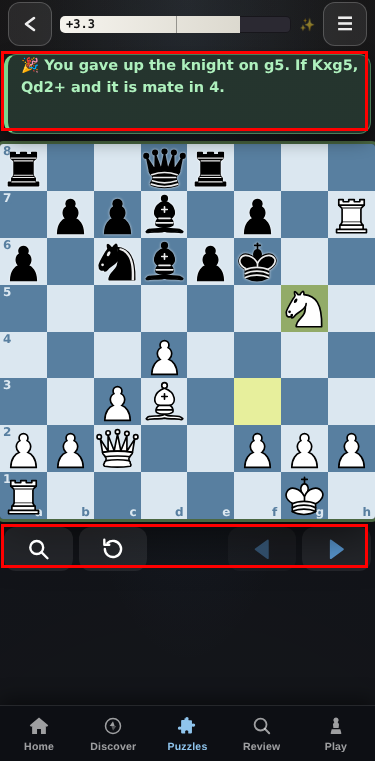 +3.3
🎉 You gave up the knight on g5. If Kxg5,
Qd2+ and it is mate in 4.
8
7
6
5
4
3
2
1
a b c d e f g h
Home Discover Puzzles Review Play